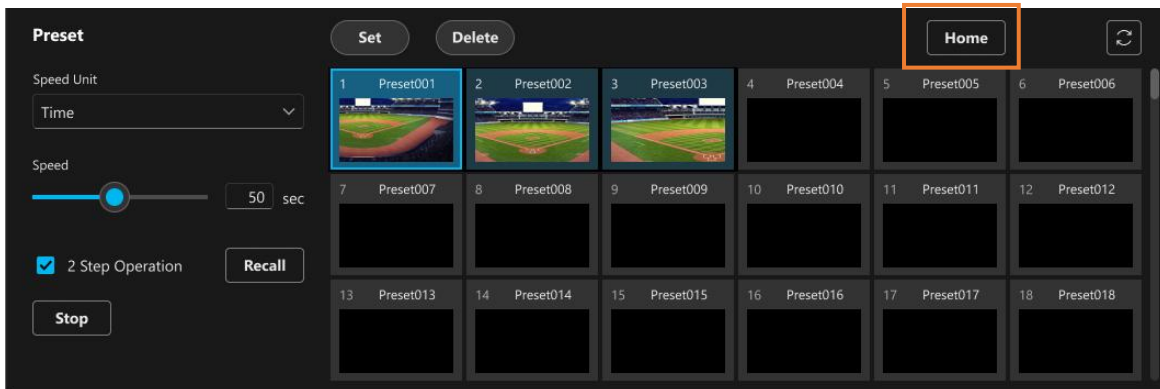 Preset
Set
Delete
Home
Speed Unit
Time
Speed
50 sec
2 Step Operation
Recall
Stop
1 Preset001
2 Preset002
3 Preset003
4 Preset004
5 Preset005
6 Preset006
7 Preset007
8 Preset008
9 Preset009
10 Preset010
11 Preset011
12 Preset012
13 Preset013
14 Preset014
15 Preset015
16 Preset016
17 Preset017
18 Preset018